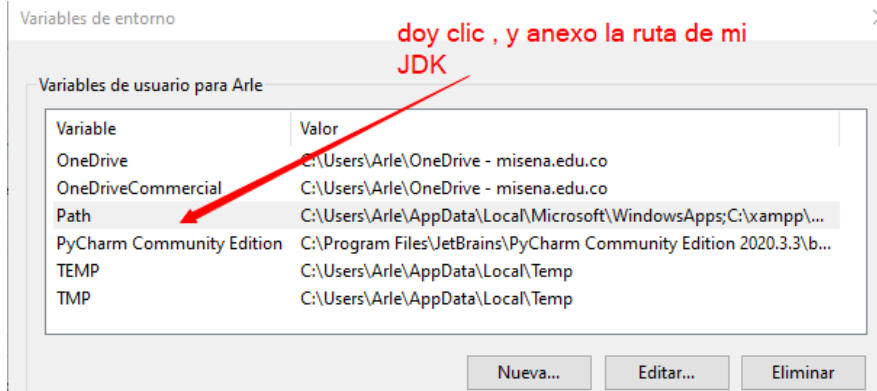 Variables de entorno
doy clic , y anexo la ruta de mi
JDK
Variables de usuario para Arle
Variable Valor
OneDrive C:\Users\Arle\OneDrive - misena.edu.co
OneDriveCommercial C:\Users\Arle\OneDrive - misena.edu.co
Path C:\Users\Arle\AppData\Local\Microsoft\WindowsApps;C:\xampp\...
PyCharm Community Edition C:\Program Files\JetBrains\PyCharm Community Edition 2020.3.3\b...
TEMP C:\Users\Arle\AppData\Local\Temp
TMP C:\Users\Arle\AppData\Local\Temp
Nueva... Editar... Eliminar